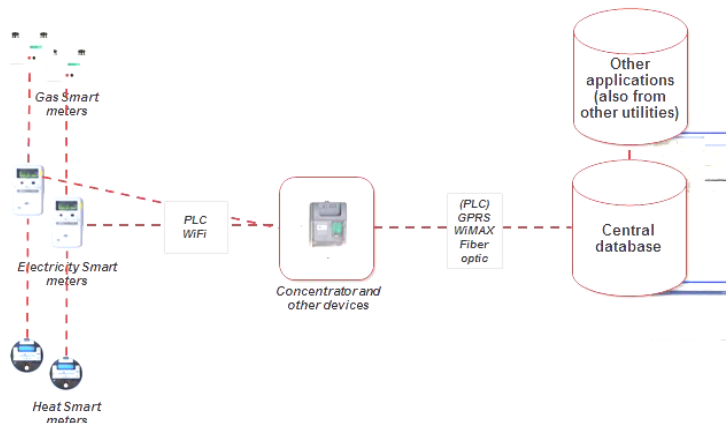 Gas Smart
meters
Electricity Smart
meters
Heat Smart
meters
PLC
WiFi
Concentrator and
other devices
(PLC)
GPRS
WiMAX
Fiber
optic
Other
applications
(also from
other utilities)
Central
database